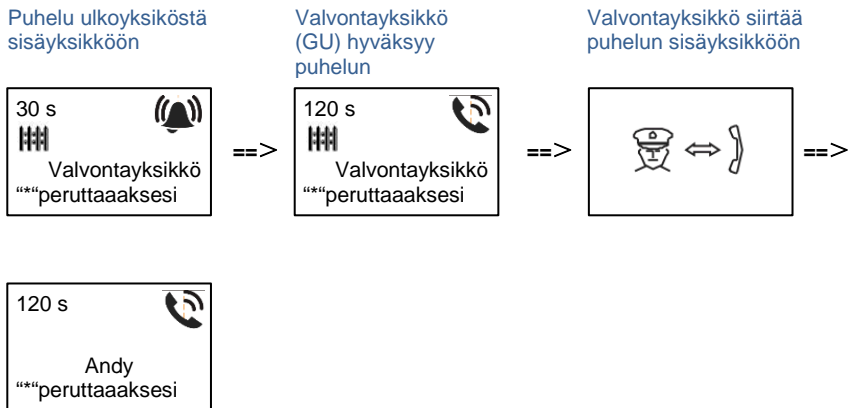 Puhelu ulkoyksiköstä
sisäyksikköön
Valvontayksikkö
(GU) hyväksyy
puhelun
Valvontayksikkö siirtää
puhelun sisäyksikköön
30 s
Valvontayksikkö
“*“peruttaaaksesi
==>
120 s
Valvontayksikkö
“*“peruttaaaksesi
==>
==>
120 s
Andy
“*“peruttaaaksesi